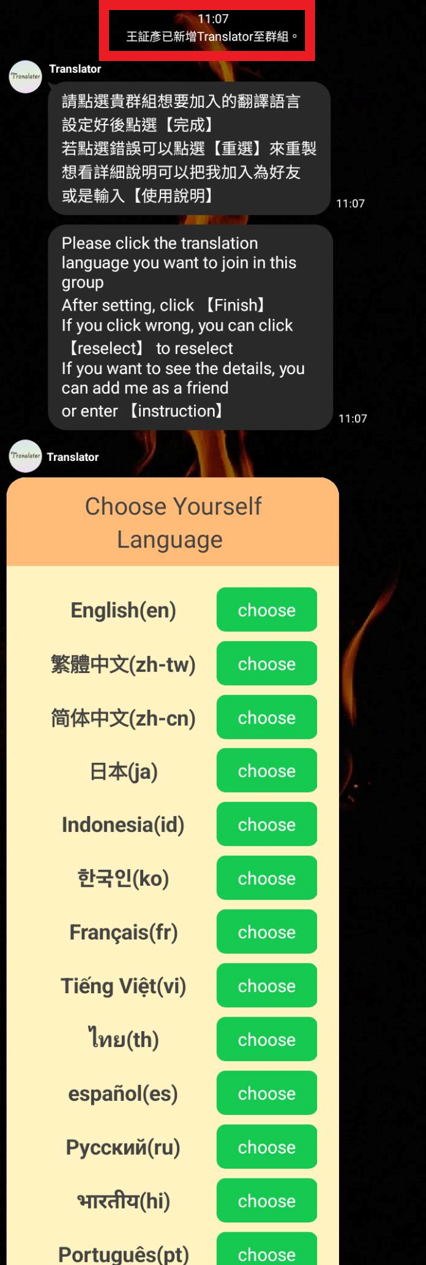 11:07
王証彥已新增Translator至群組。
Translater
Translator
請點選貴群組想要加入的翻譯語言
設定好後點選【完成】
若點選錯誤可以點選【重選】來重製
想看詳細說明可以把我加入為好友
或是輸入【使用說明】
11:07
Please click the translation
language you want to join in this
group
After setting, click 【Finish】
If you click wrong, you can click
【reselect】 to reselect
If you want to see the details, you
can add me as a friend
or enter 【instruction】
11:07
Translater
Translator
Choose Yourself
Language
English(en) choose
繁體中文(zh-tw) choose
简体中文(zh-cn) choose
日本(ja) choose
Indonesia(id) choose
한국인(ko) choose
Français(fr) choose
Tiếng Việt(vi) choose
ไทย(th) choose
español(es) choose
Русский(ru) choose
भारतीय(hi) choose
Português(pt) choose